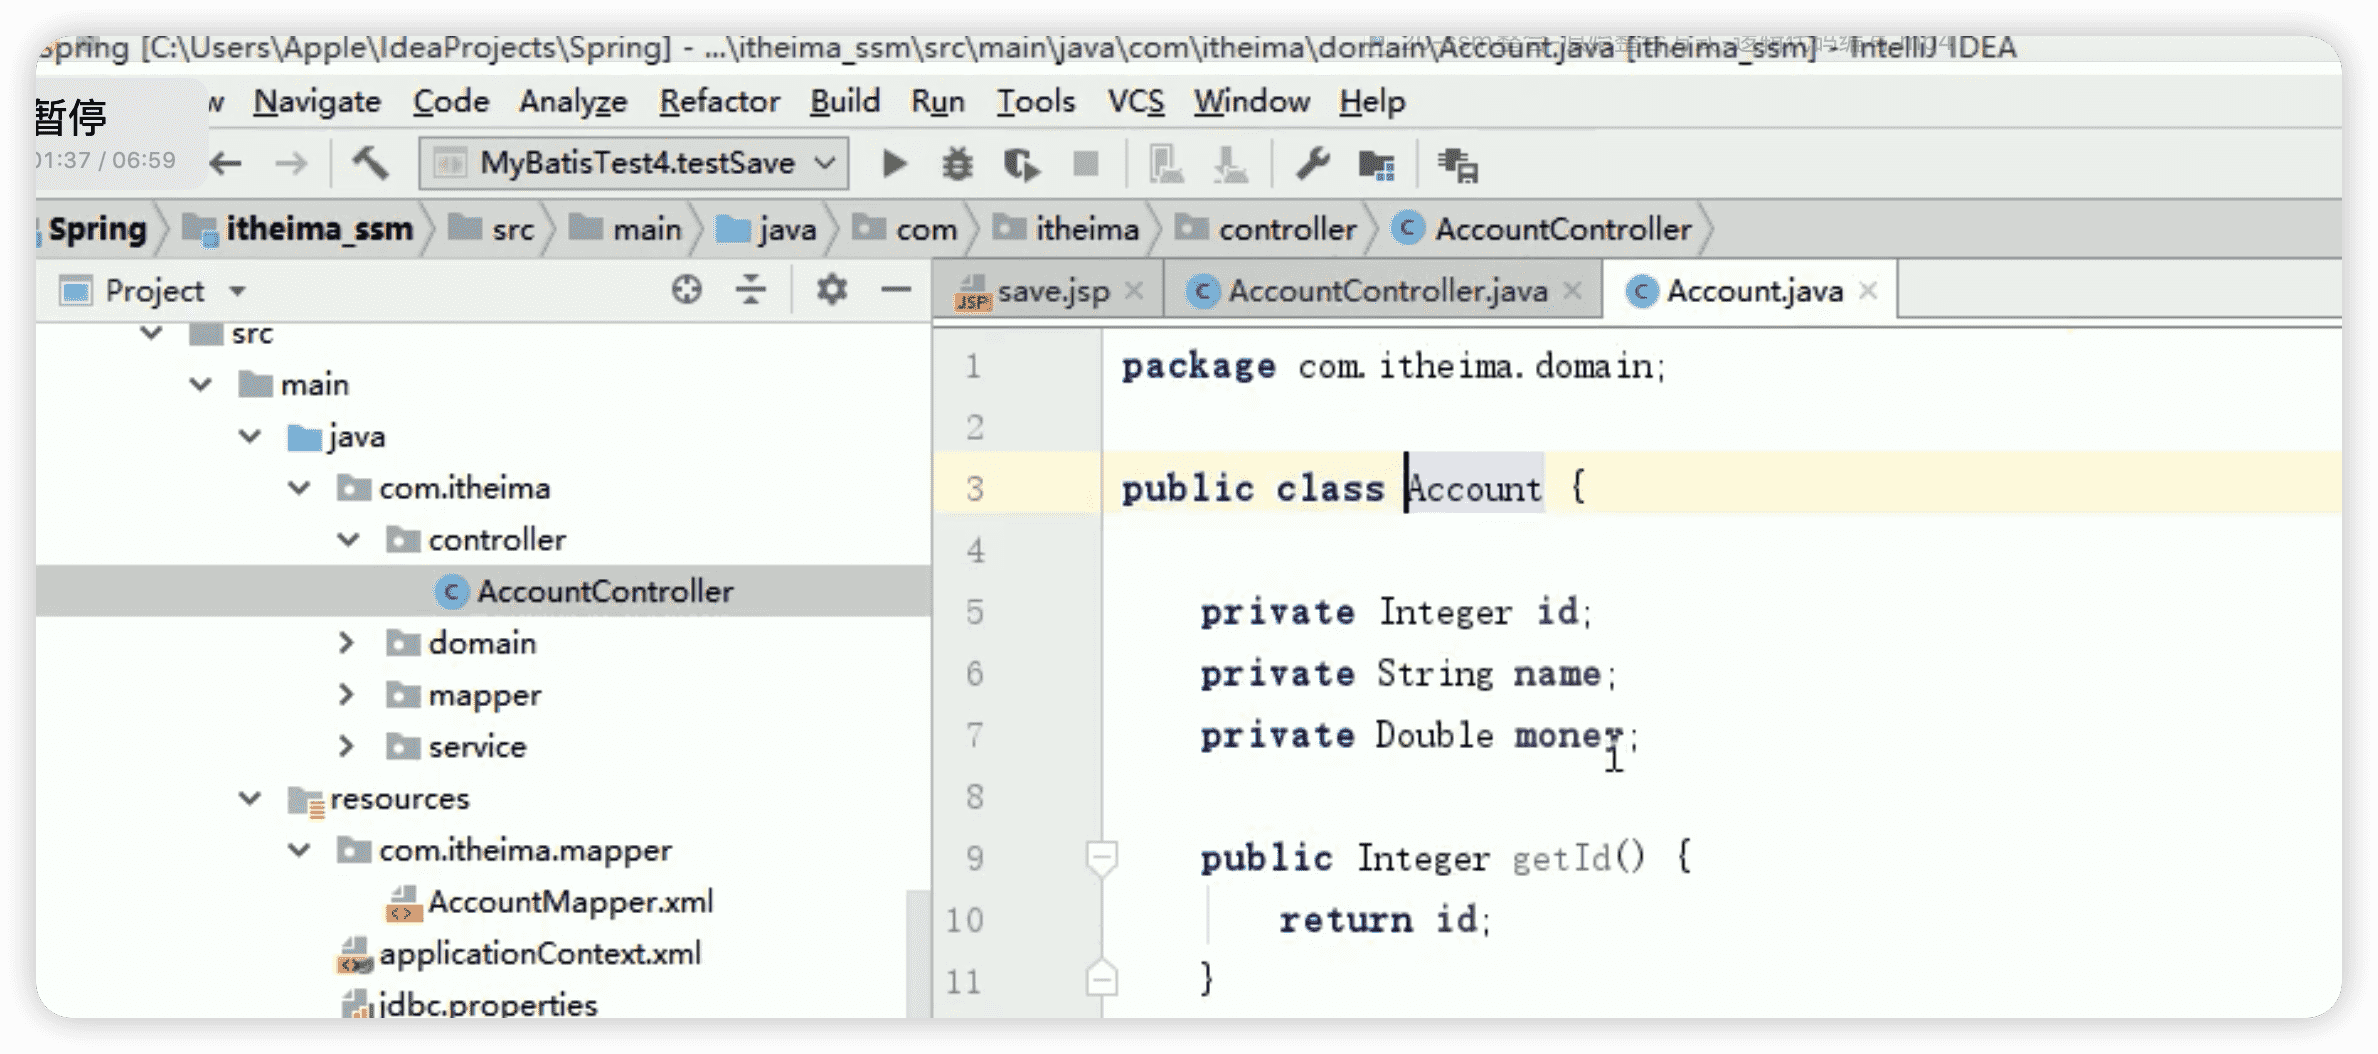 Spring [C:\Users\Apple\IdeaProjects\Spring] - ...\itheima_ssm\src\main\java\com\itheima\domain\Account.java [itheima_ssm] - IntelliJ IDEA
暂停
w Navigate Code Analyze Refactor Build Run Tools VCS Window Help
01:37 / 06:59
MyBatisTest4.testSave
Spring itheima_ssm src main java com itheima controller AccountController
Project
save.jsp AccountController.java Account.java
src
main
java
com.itheima
controller
AccountController
domain
mapper
service
resources
com.itheima.mapper
AccountMapper.xml
applicationContext.xml
jdbc.properties
1 package com.itheima.domain;
2
3 public class Account {
4
5 private Integer id;
6 private String name;
7 private Double money;
8
9 public Integer getId() {
10 return id;
11 }